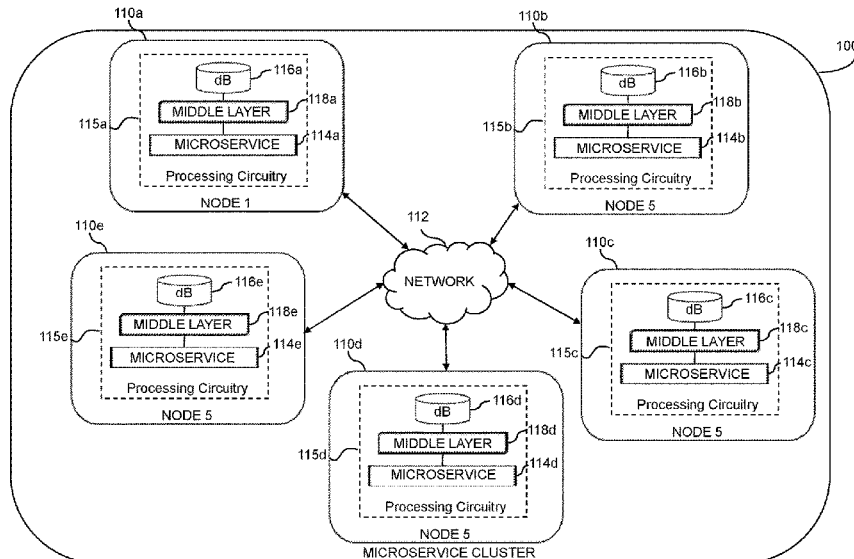 110a
110b
100
dB
116a
MIDDLE LAYER
118a
115a
MICROSERVICE
114a
Processing Circuitry
NODE 1
dB
116b
MIDDLE LAYER
118b
115b
MICROSERVICE
114b
Processing Circuitry
NODE 5
112
NETWORK
110e
dB
116e
MIDDLE LAYER
118e
115e
MICROSERVICE
114e
Processing Circuitry
NODE 5
110c
dB
116c
MIDDLE LAYER
118c
115c
MICROSERVICE
114c
Processing Circuitry
NODE 5
110d
dB
116d
MIDDLE LAYER
118d
115d
MICROSERVICE
114d
Processing Circuitry
NODE 5
MICROSERVICE CLUSTER